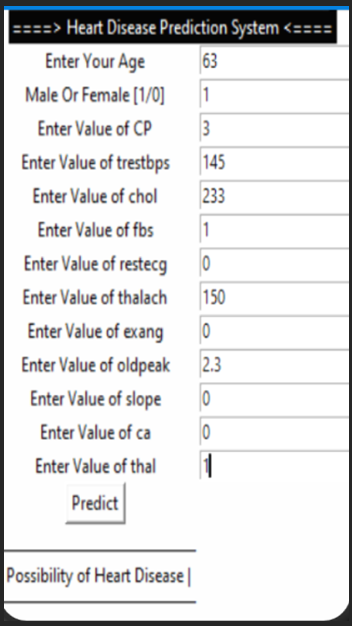 ====> Heart Disease Prediction System <====
Enter Your Age 63
Male Or Female [1/0] 1
Enter Value of CP 3
Enter Value of trestbps 145
Enter Value of chol 233
Enter Value of fbs 1
Enter Value of restecg 0
Enter Value of thalach 150
Enter Value of exang 0
Enter Value of oldpeak 2.3
Enter Value of slope 0
Enter Value of ca 0
Enter Value of thal 1
Predict
Possibility of Heart Disease |